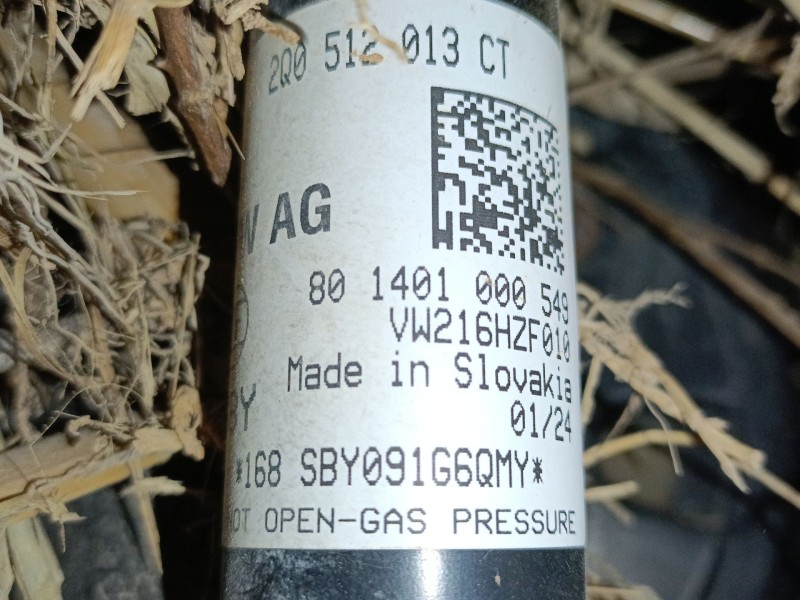 2Q0 512 013 CT
AG
80 1401 000 549
VW216HZF010
Made in Slovakia
01/24
*168 SBY091G6QMY*
OPEN-GAS PRESSURE